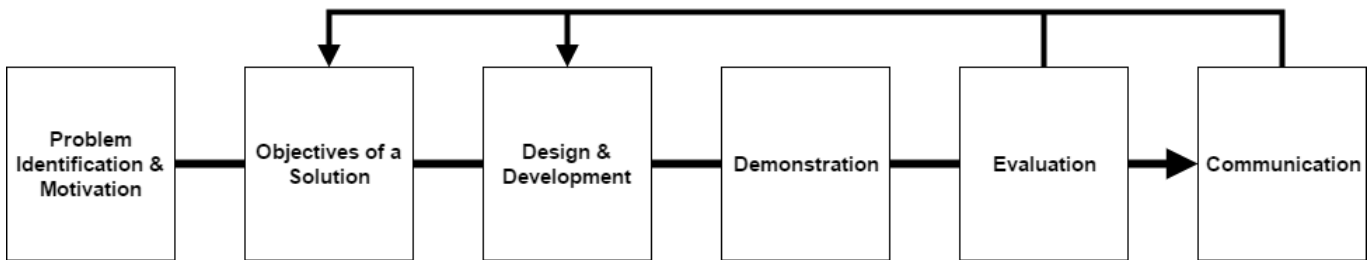 Problem
Identification &
Motivation
Objectives of a
Solution
Design &
Development
Demonstration
Evaluation
Communication